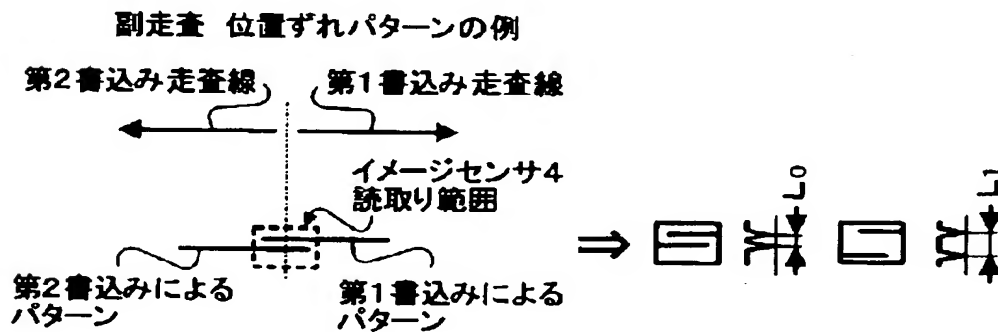 副走査 位置ずれパターンの例
第2書込み走査線
第1書込み走査線
イメージセンサ4
読取り範囲
L0
L1
第2書込みによる
パターン
第1書込みによる
パターン